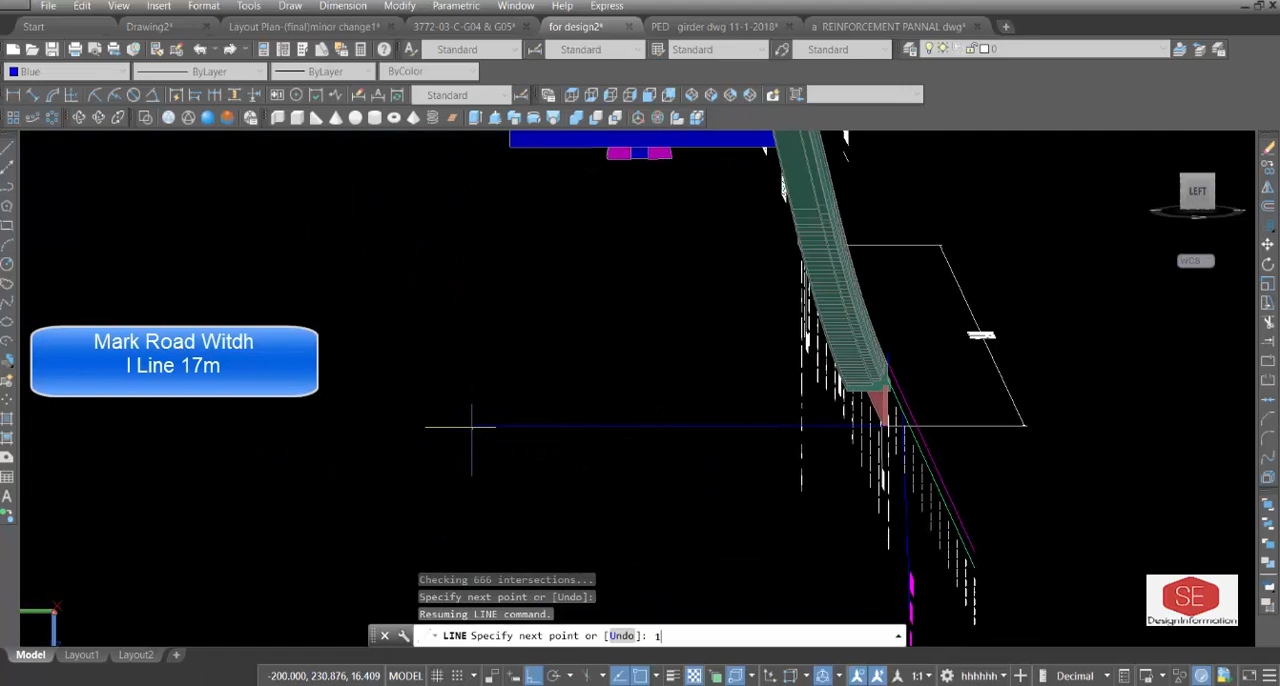 File Edit View Insert Format Tools Draw Dimension Modify Parametric Window Help Express
Start Drawing2* Layout Plan-(final)minor change1* 3772-03-C-G04 & G05* for design2* PED girder dwg 11-1-2018* a REINFORCEMENT PANNAL dwg*
Standard Standard Standard Standard 0
Blue ByLayer ByLayer ByColor
Standard
LEFT
WCS
Mark Road Witdh
I Line 17m
Checking 666 intersections...
Specify next point or [Undo]:
Resuming LINE command.
LINE Specify next point or [Undo]: 1
SE
DesignInformation
Model Layout1 Layout2
-200.000, 230.876, 16.409 MODEL 1:1 hhhhhh Decimal